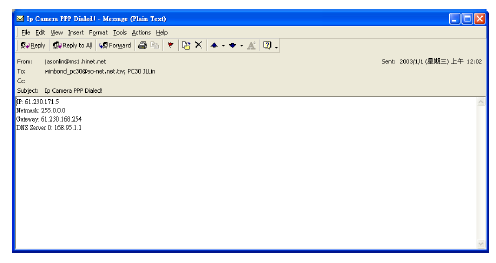 Ip Camera PPP Dialed! - Message (Plain Text)
File Edit View Insert Format Tools Actions Help
Reply Reply to All Forward
From: jasonlin@ms1.hinet.net Sent: 2003/1/1 (星期三) 上午 12:02
To: winbond_pc30@so-net.net.tw; PC30 JLLin
Cc:
Subject: Ip Camera PPP Dialed!
IP: 61.230.171.5
Netmask: 255.0.0.0
Gateway: 61.230.168.254
DNS Server 0: 168.95.1.1